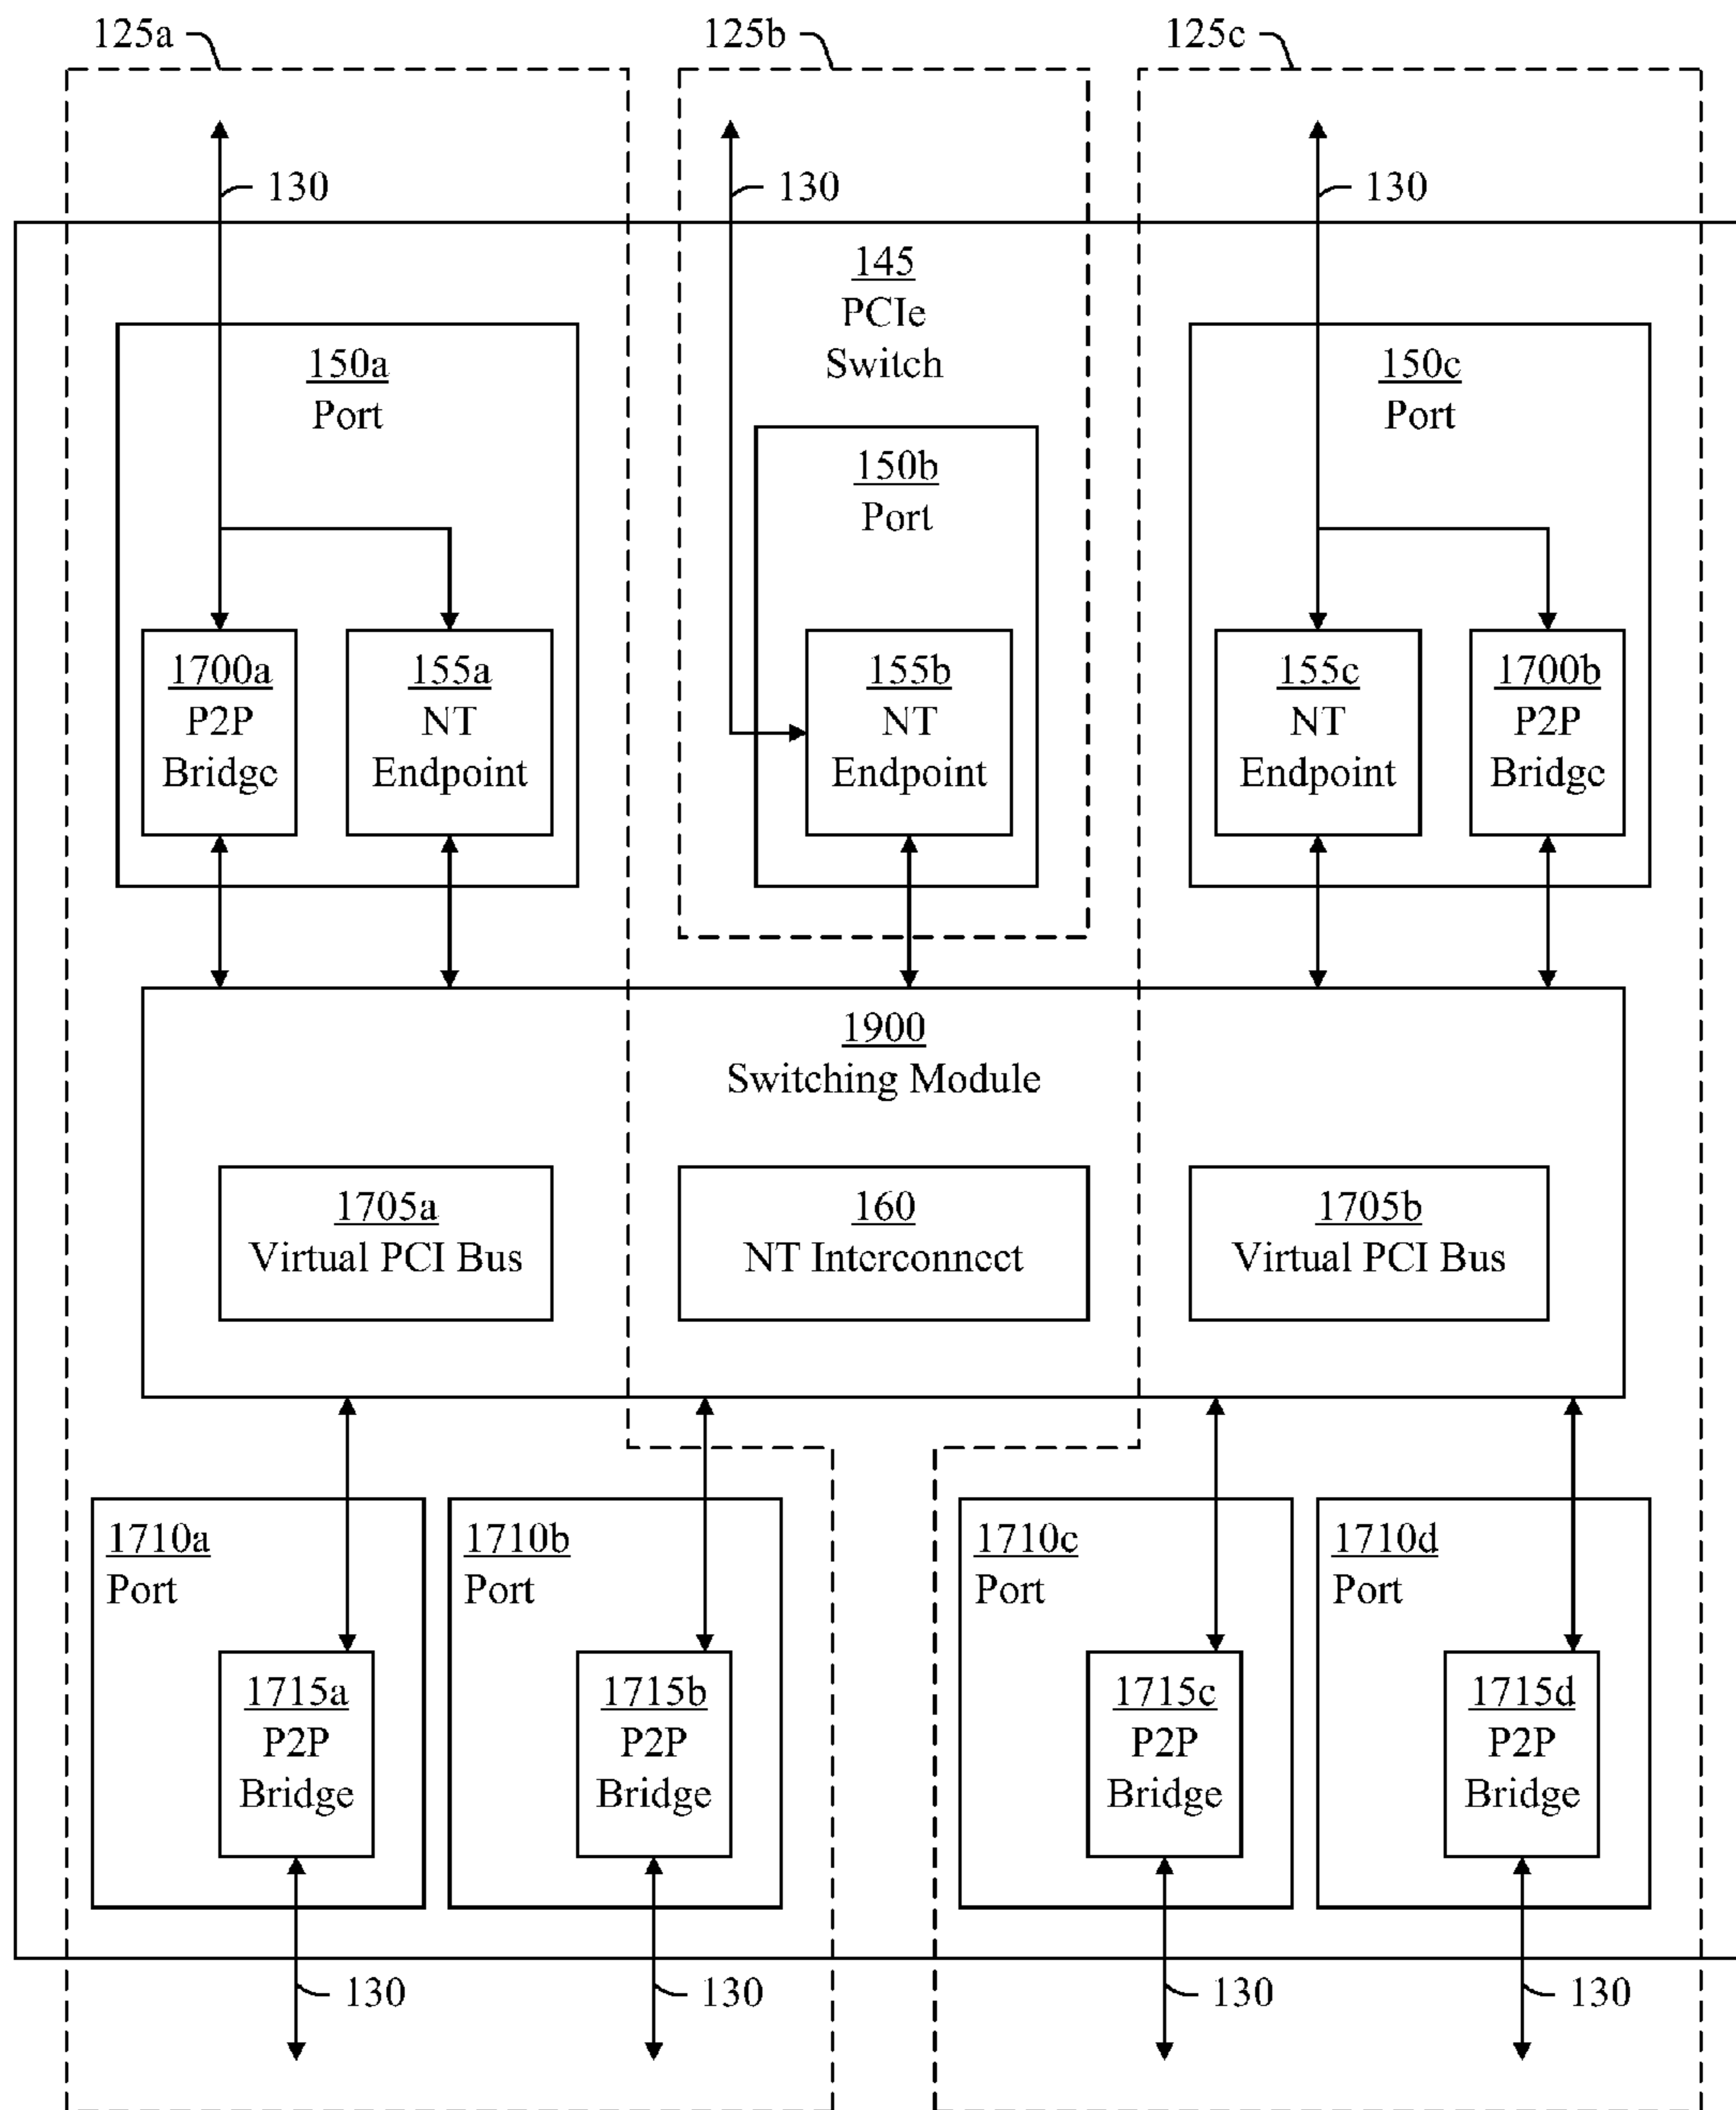 125a
125b
125c
130
130
130
145
PCIe
Switch
150a
Port
150b
Port
150c
Port
1700a
P2P
Bridge
155a
NT
Endpoint
155b
NT
Endpoint
155c
NT
Endpoint
1700b
P2P
Bridge
1900
Switching Module
1705a
Virtual PCI Bus
160
NT Interconnect
1705b
Virtual PCI Bus
1710a
Port
1710b
Port
1710c
Port
1710d
Port
1715a
P2P
Bridge
1715b
P2P
Bridge
1715c
P2P
Bridge
1715d
P2P
Bridge
130
130
130
130